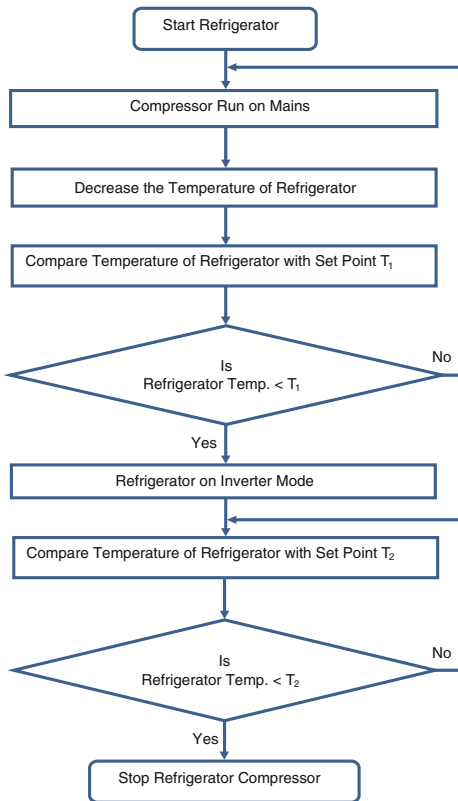 Start Refrigerator
Compressor Run on Mains
Decrease the Temperature of Refrigerator
Compare Temperature of Refrigerator with Set Point T₁
Is
Refrigerator Temp. < T₁
No
Yes
Refrigerator on Inverter Mode
Compare Temperature of Refrigerator with Set Point T₂
Is
Refrigerator Temp. < T₂
No
Yes
Stop Refrigerator Compressor